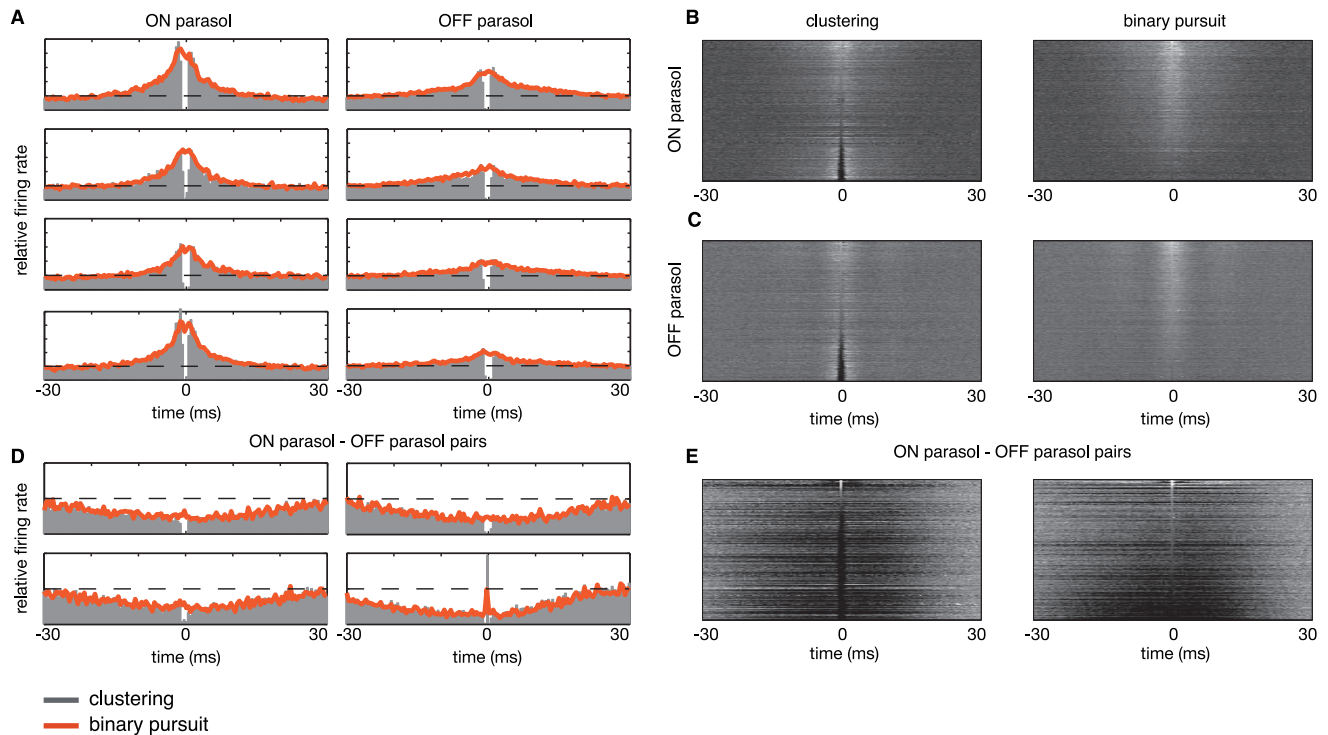 A
ON parasol
OFF parasol
relative firing rate
-30
0
30
-30
0
30
time (ms)
time (ms)
B
clustering
binary pursuit
ON parasol
-30
0
30
-30
0
30
C
OFF parasol
-30
0
30
-30
0
30
time (ms)
time (ms)
ON parasol - OFF parasol pairs
D
relative firing rate
-30
0
30
-30
0
30
time (ms)
time (ms)
ON parasol - OFF parasol pairs
E
-30
0
30
-30
0
30
time (ms)
time (ms)
clustering
binary pursuit